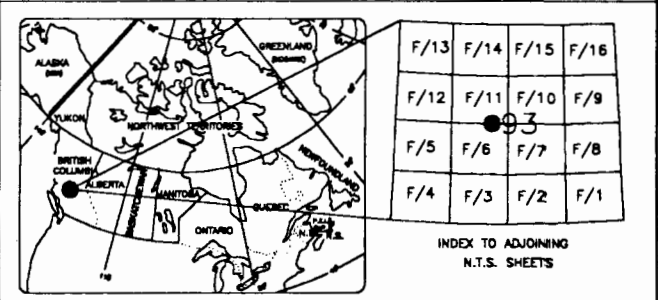 ALASKA
GREENLAND
YUKON
NORTHWEST TERRITORIES
BRITISH
COLUMBIA
ALBERTA
MANITOBA
ONTARIO
QUEBEC
NEWFOUNDLAND
F/13 F/14 F/15 F/16
F/12 F/11 F/10 F/9
93
F/5 F/6 F/7 F/8
F/4 F/3 F/2 F/1
INDEX TO ADJOINING
N.T.S. SHEETS